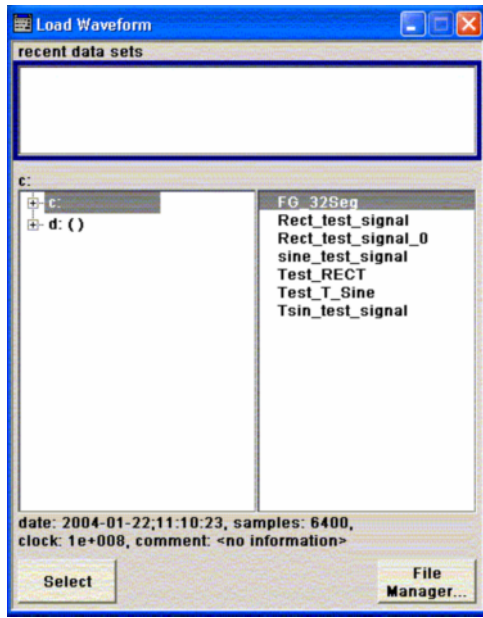 Load Waveform
recent data sets
c:
c:
d: ()
FG_32Seg
Rect_test_signal
Rect_test_signal_0
sine_test_signal
Test_RECT
Test_T_Sine
Tsin_test_signal
date: 2004-01-22;11:10:23, samples: 6400,
clock: 1e+008, comment: <no information>
Select
File
Manager...